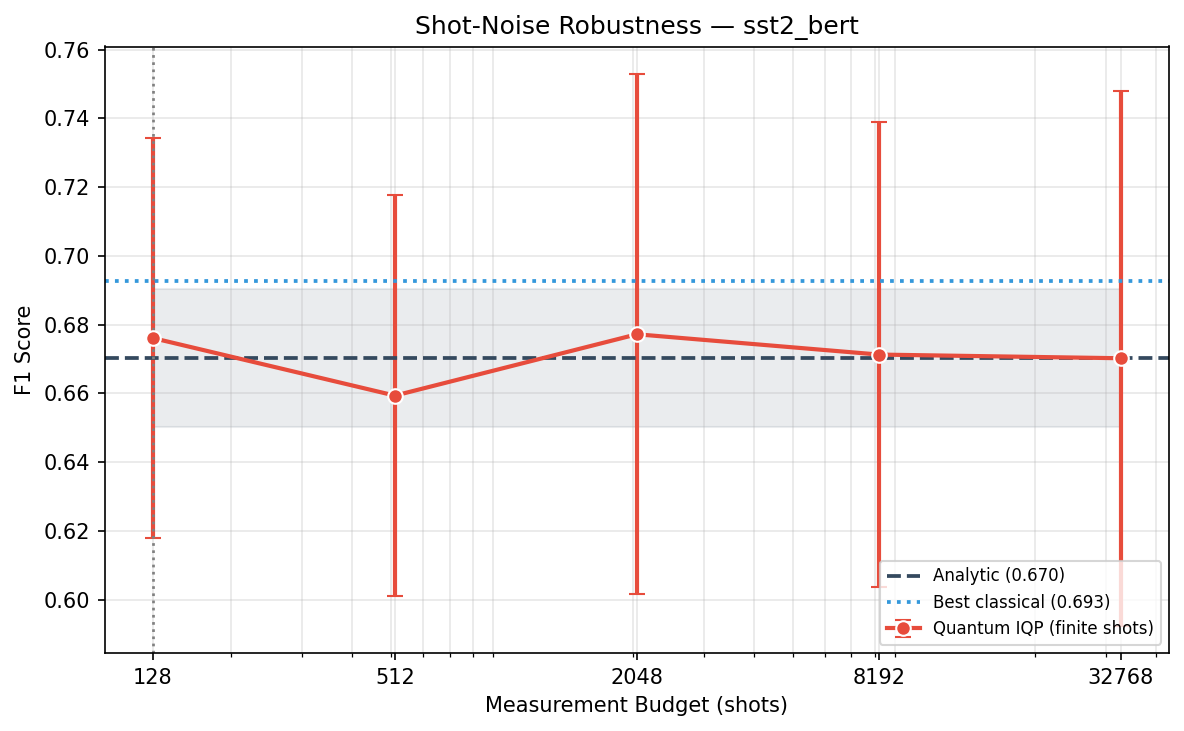 Shot-Noise Robustness — sst2_bert
F1 Score
0.76
0.74
0.72
0.70
0.68
0.66
0.64
0.62
0.60
Analytic (0.670)
Best classical (0.693)
Quantum IQP (finite shots)
128 512 2048 8192 32768
Measurement Budget (shots)